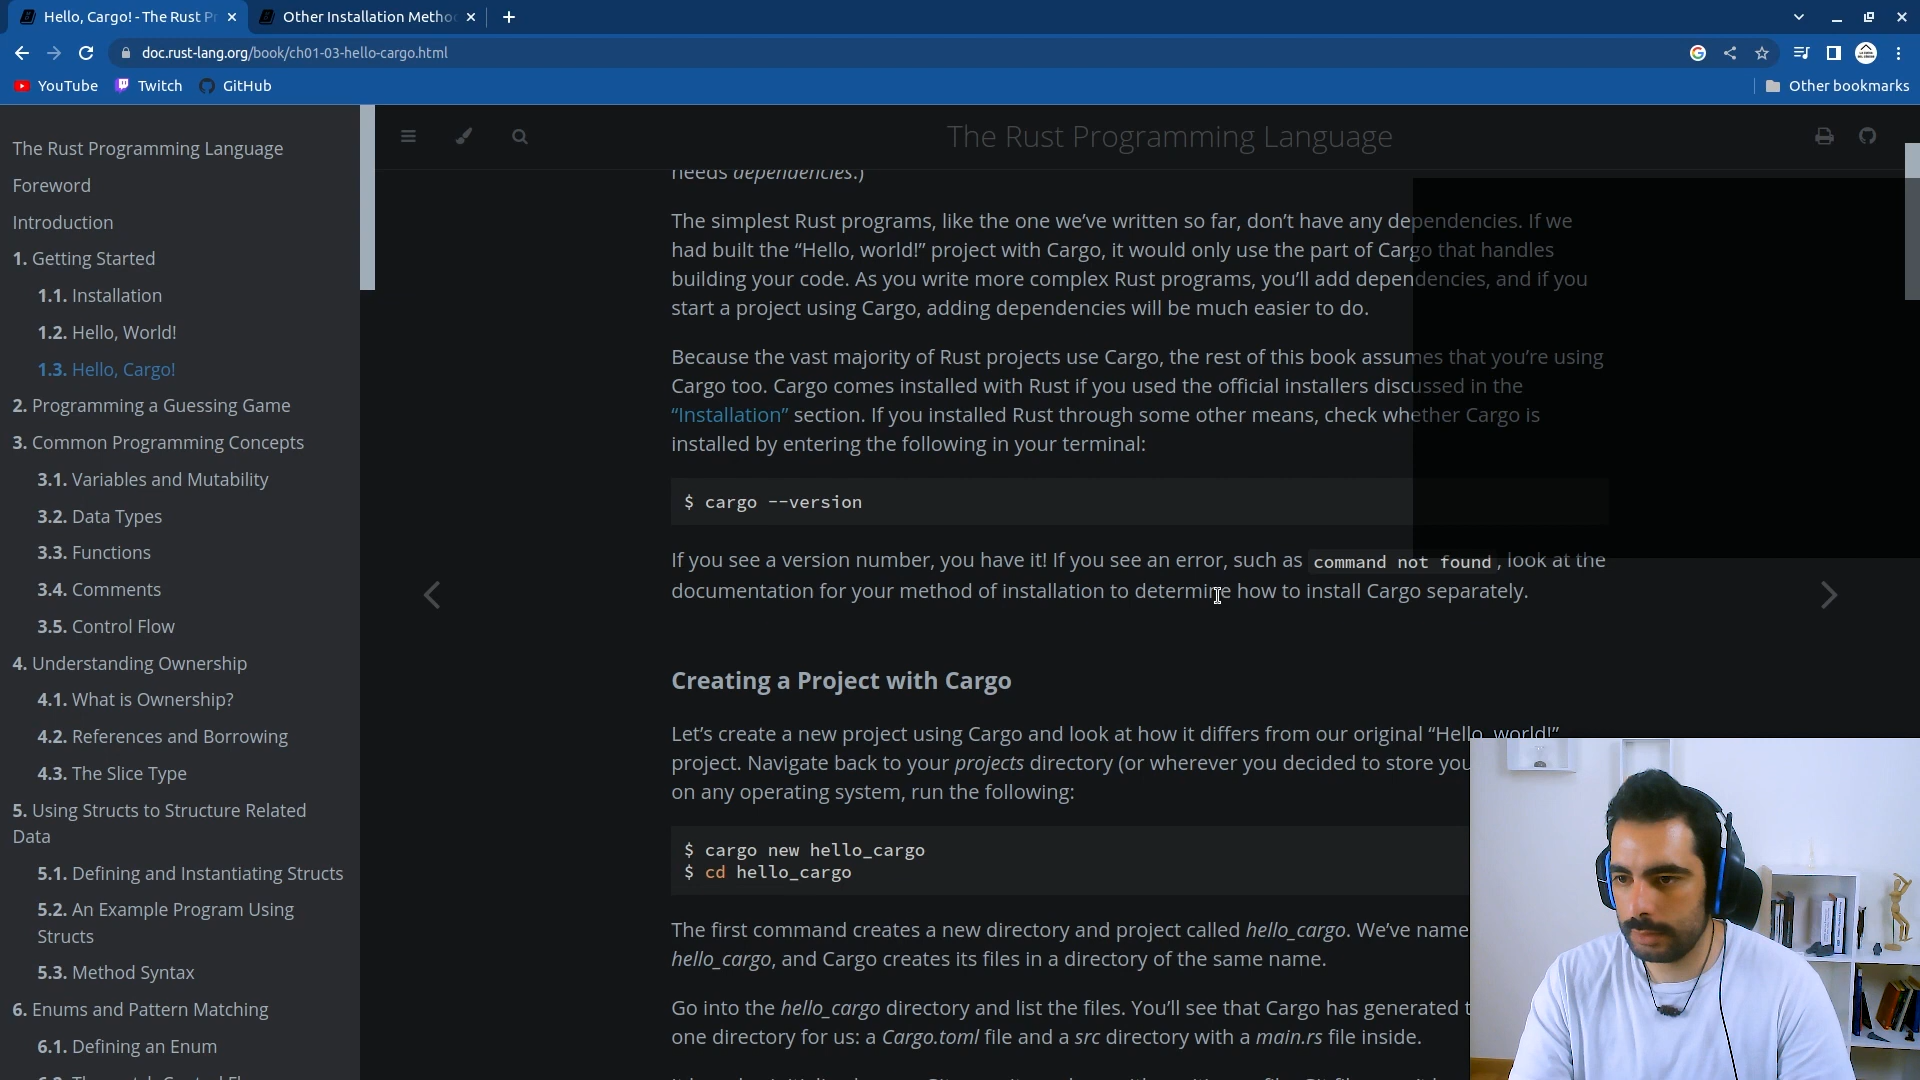 Hello, Cargo! - The Rust Pr
Other Installation Metho
doc.rust-lang.org/book/ch01-03-hello-cargo.html
YouTube
Twitch
GitHub
Other bookmarks
The Rust Programming Language
Foreword
Introduction
1. Getting Started
1.1. Installation
1.2. Hello, World!
1.3. Hello, Cargo!
2. Programming a Guessing Game
3. Common Programming Concepts
3.1. Variables and Mutability
3.2. Data Types
3.3. Functions
3.4. Comments
3.5. Control Flow
4. Understanding Ownership
4.1. What is Ownership?
4.2. References and Borrowing
4.3. The Slice Type
5. Using Structs to Structure Related
Data
5.1. Defining and Instantiating Structs
5.2. An Example Program Using
Structs
5.3. Method Syntax
6. Enums and Pattern Matching
6.1. Defining an Enum
The Rust Programming Language
needs dependencies.)
The simplest Rust programs, like the one we’ve written so far, don’t have any dependencies. If we
had built the “Hello, world!” project with Cargo, it would only use the part of Cargo that handles
building your code. As you write more complex Rust programs, you’ll add dependencies, and if you
start a project using Cargo, adding dependencies will be much easier to do.
Because the vast majority of Rust projects use Cargo, the rest of this book assumes that you’re using
Cargo too. Cargo comes installed with Rust if you used the official installers discussed in the
“Installation” section. If you installed Rust through some other means, check whether Cargo is
installed by entering the following in your terminal:
$ cargo --version
If you see a version number, you have it! If you see an error, such as command not found, look at the
documentation for your method of installation to determine how to install Cargo separately.
Creating a Project with Cargo
Let’s create a new project using Cargo and look at how it differs from our original “Hello, world!”
project. Navigate back to your projects directory (or wherever you decided to store you
on any operating system, run the following:
$ cargo new hello_cargo
$ cd hello_cargo
The first command creates a new directory and project called hello_cargo. We’ve name
hello_cargo, and Cargo creates its files in a directory of the same name.
Go into the hello_cargo directory and list the files. You’ll see that Cargo has generated t
one directory for us: a Cargo.toml file and a src directory with a main.rs file inside.